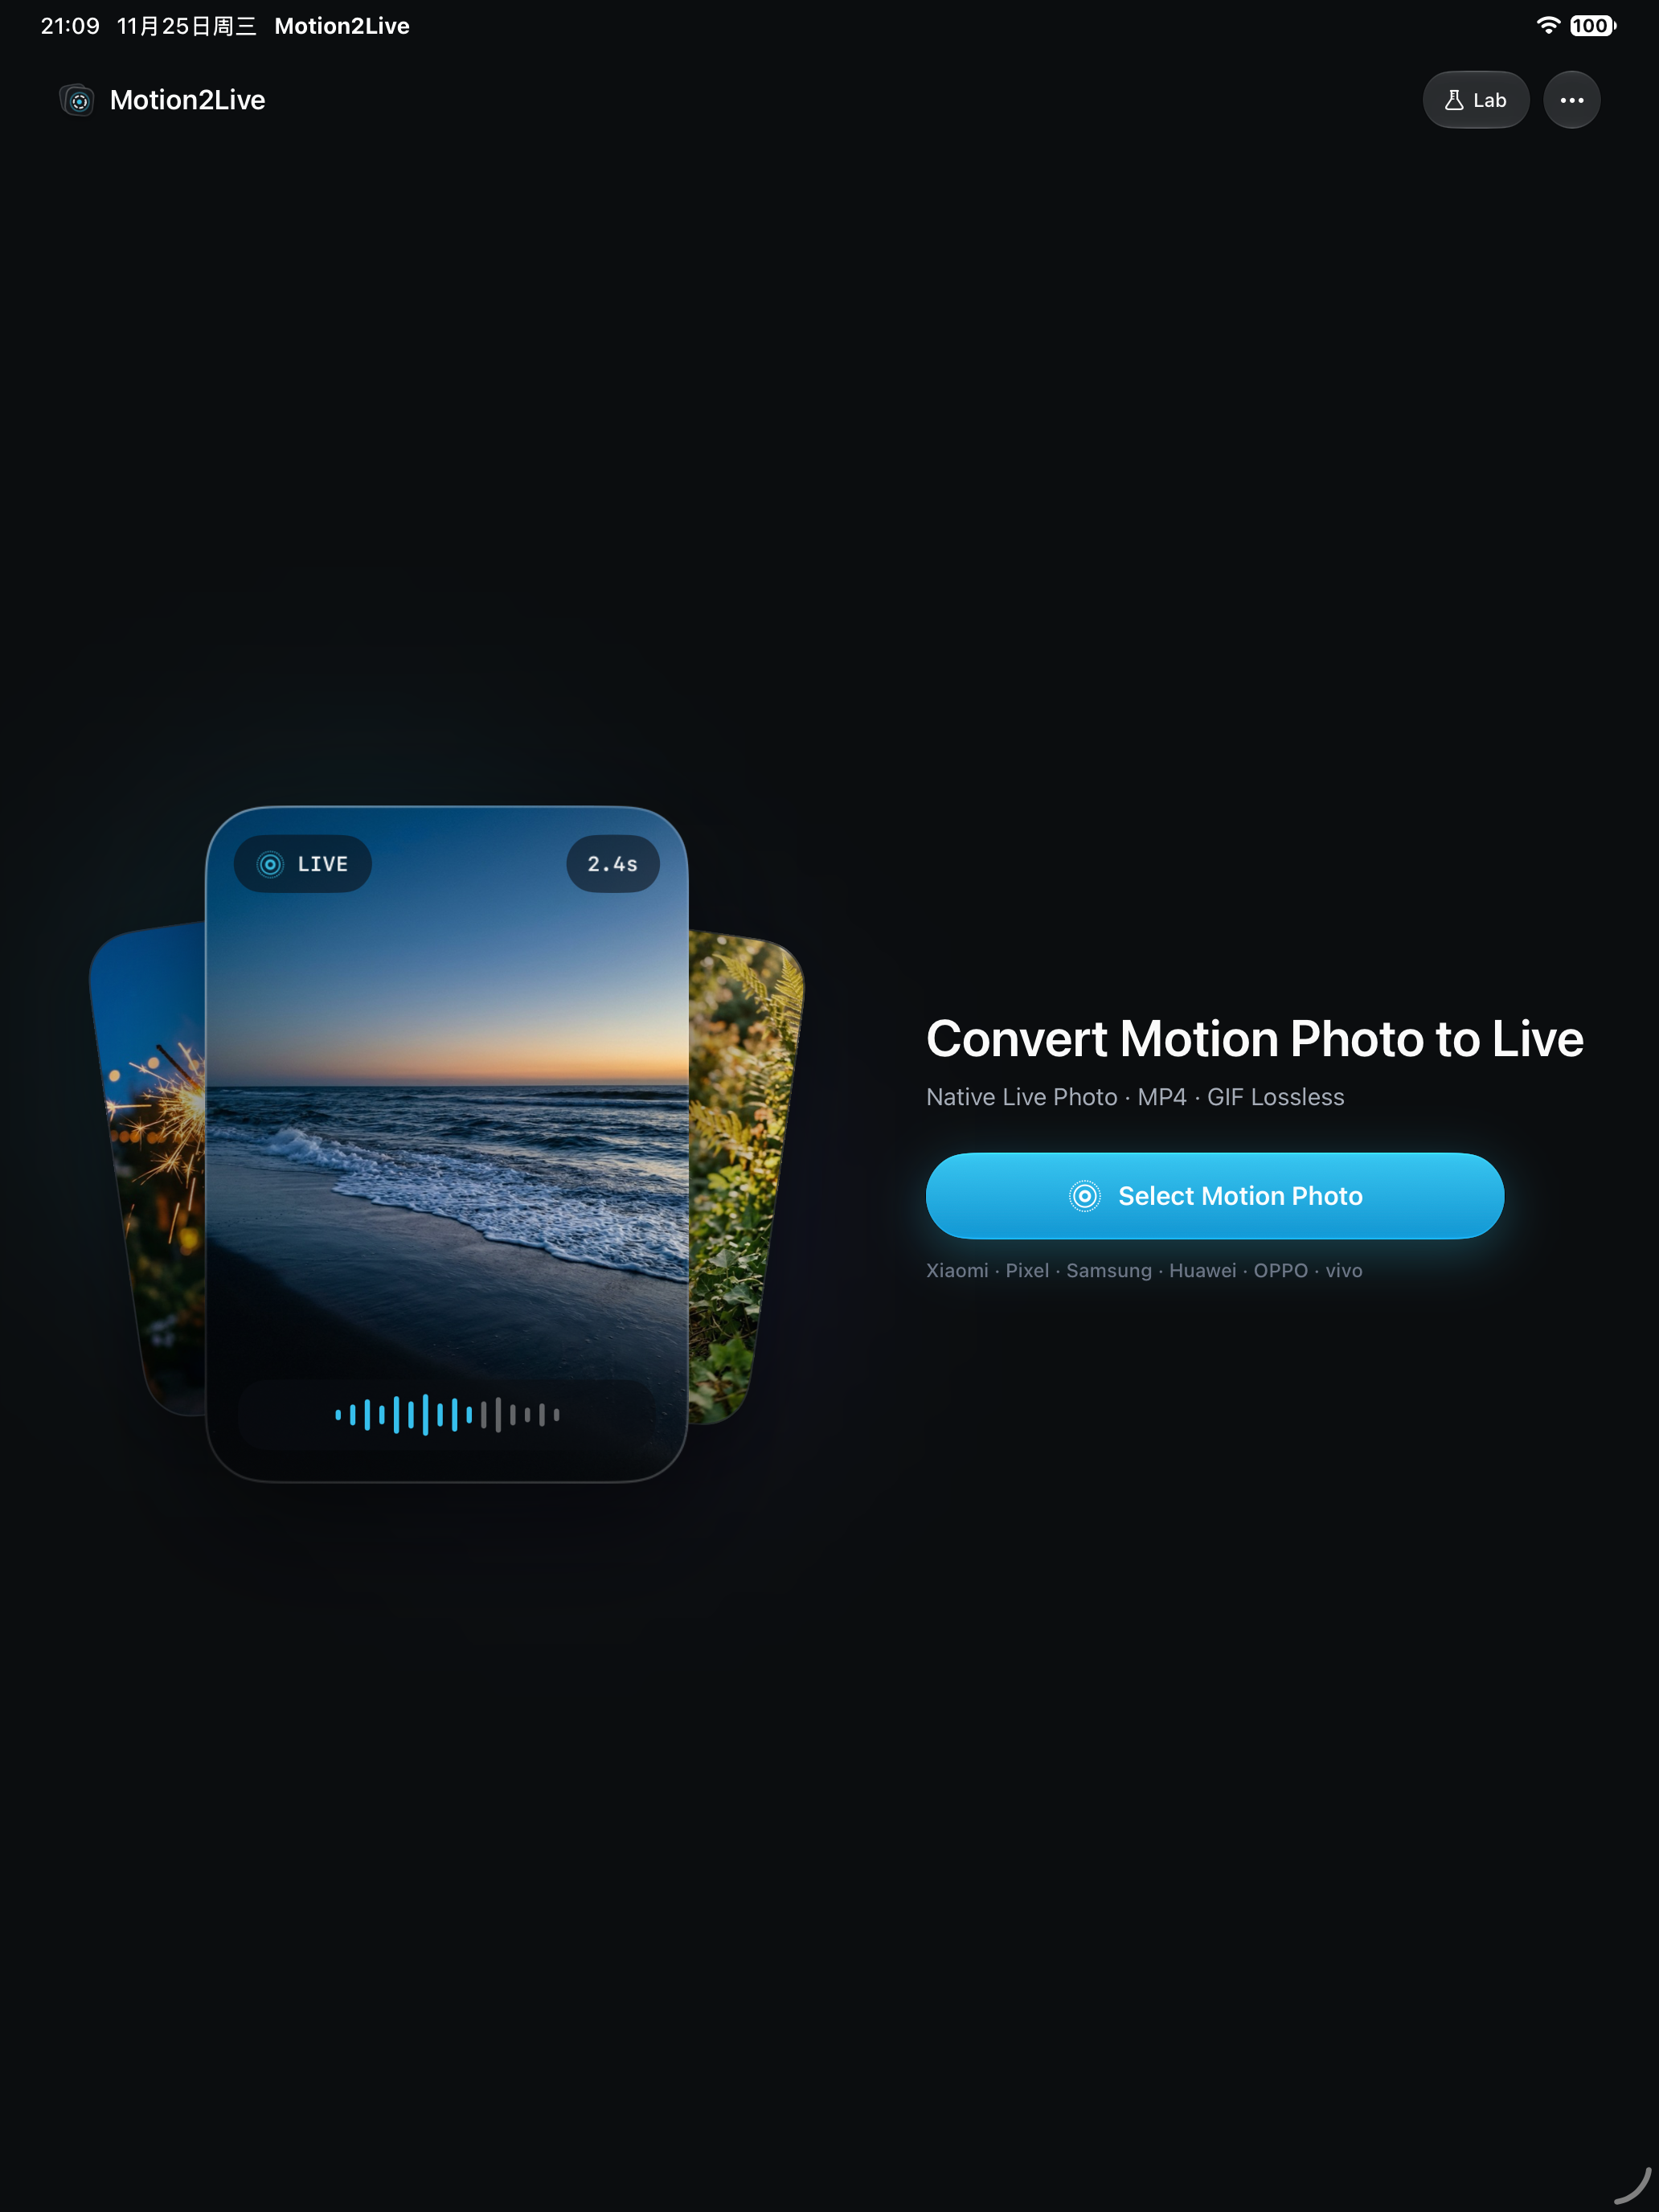 21:09 11月25日周三 Motion2Live
100
Motion2Live
Lab
LIVE
2.4s
Convert Motion Photo to Live
Native Live Photo · MP4 · GIF Lossless
Select Motion Photo
Xiaomi · Pixel · Samsung · Huawei · OPPO · vivo